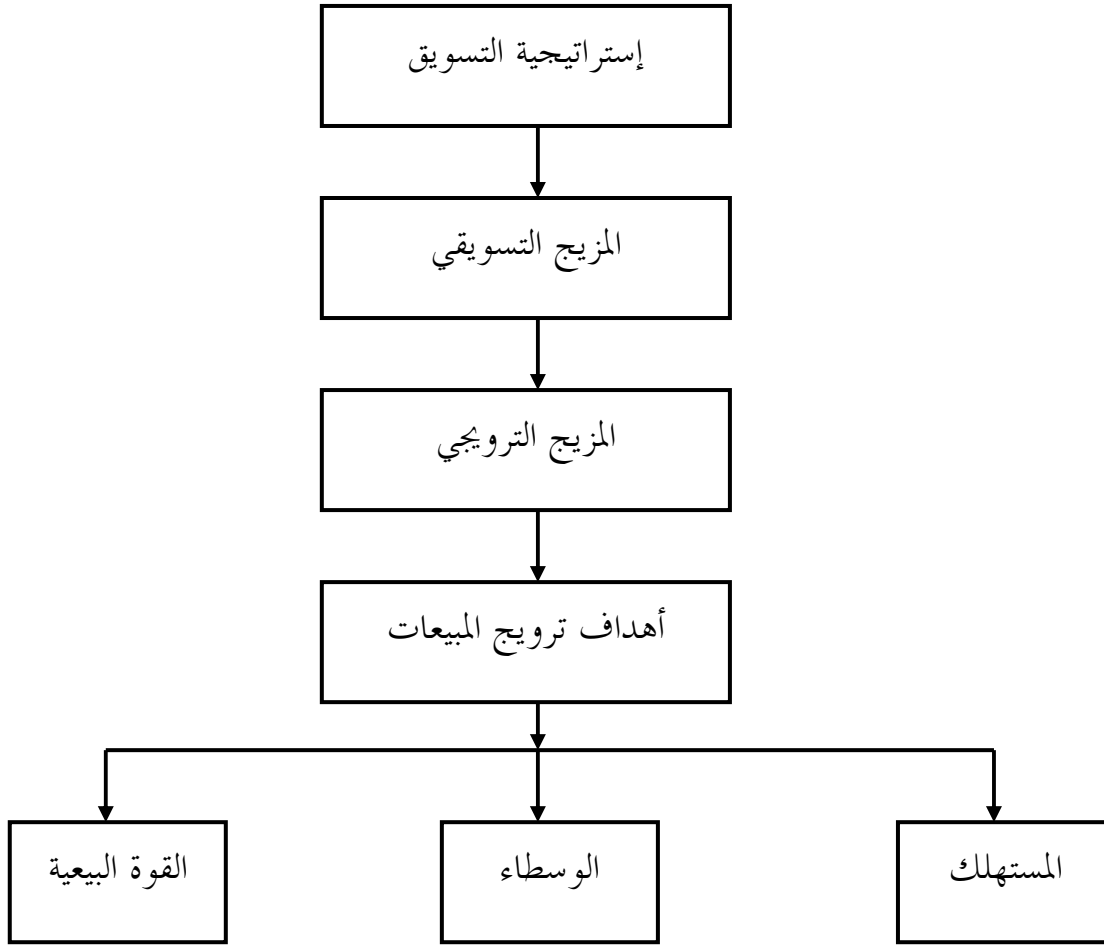 إستراتيجية التسويق
المزيج التسويقي
المزيج الترويجي
أهداف ترويج المبيعات
المستهلك
الوسطاء
القوة البيعية